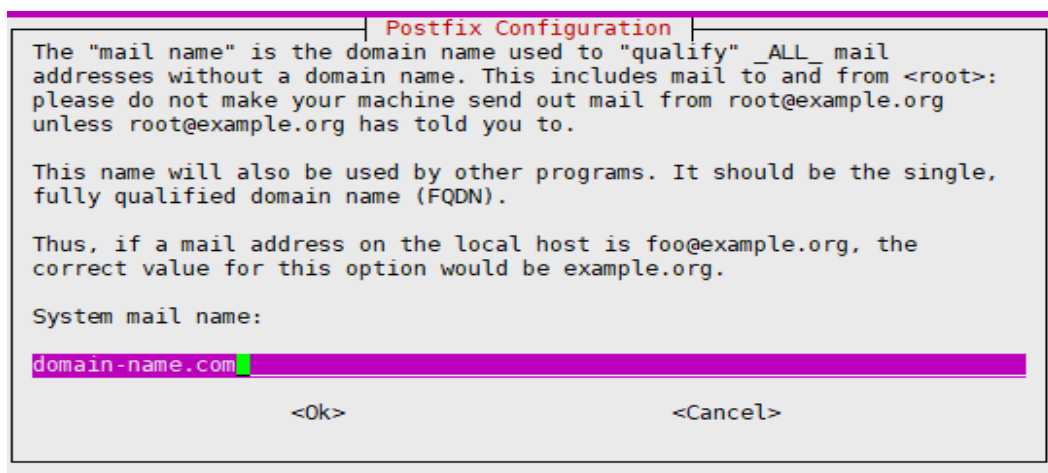 Postfix Configuration
The "mail name" is the domain name used to "qualify" _ALL_ mail
addresses without a domain name. This includes mail to and from <root>:
please do not make your machine send out mail from root@example.org
unless root@example.org has told you to.
This name will also be used by other programs. It should be the single,
fully qualified domain name (FQDN).
Thus, if a mail address on the local host is foo@example.org, the
correct value for this option would be example.org.
System mail name:
domain-name.com
<Ok> <Cancel>